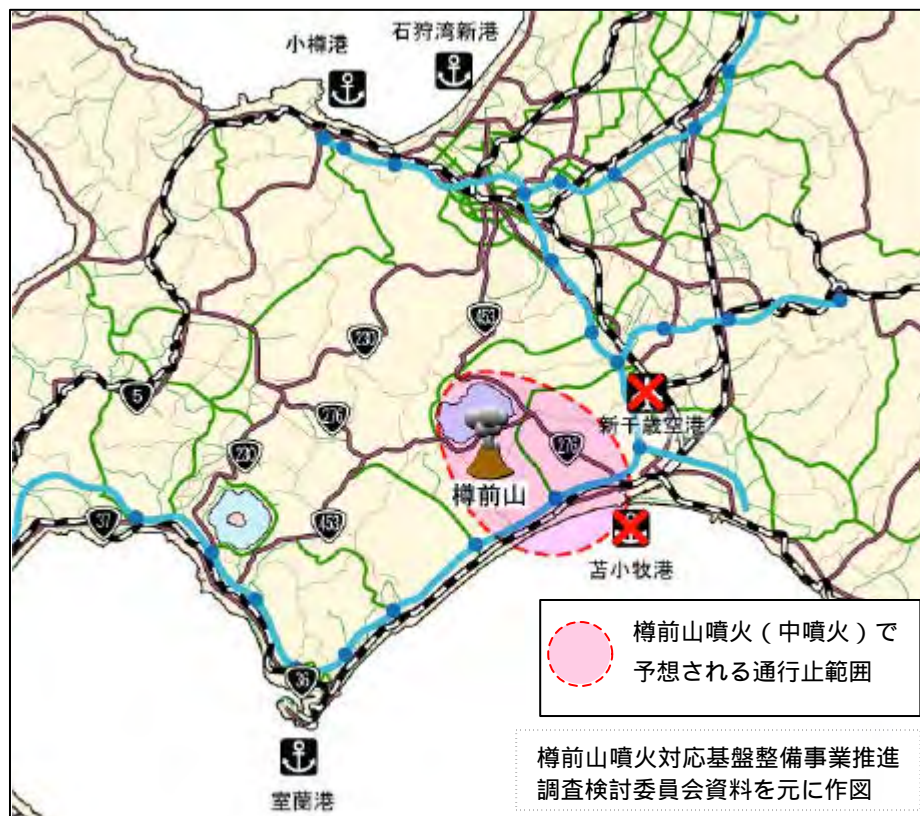 小樽港
石狩湾新港
453
230
5
276
新千歳空港
276
樽前山
230
37
453
苫小牧港
樽前山噴火(中噴火)で
予想される通行止範囲
36
室蘭港
樽前山噴火対応基盤整備事業推進
調査検討委員会資料を元に作図